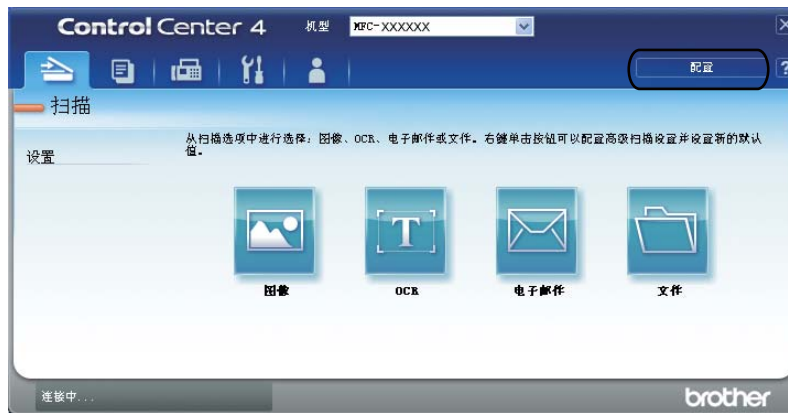 Control Center 4 机型 MFC-XXXXXX
配置 ?
扫描
设置
从扫描选项中进行选择：图像、OCR、电子邮件或文件。右键单击按钮可以配置高级扫描设置并设置新的默认
值。
T
图像 OCR 电子邮件 文件
连接中...
brother